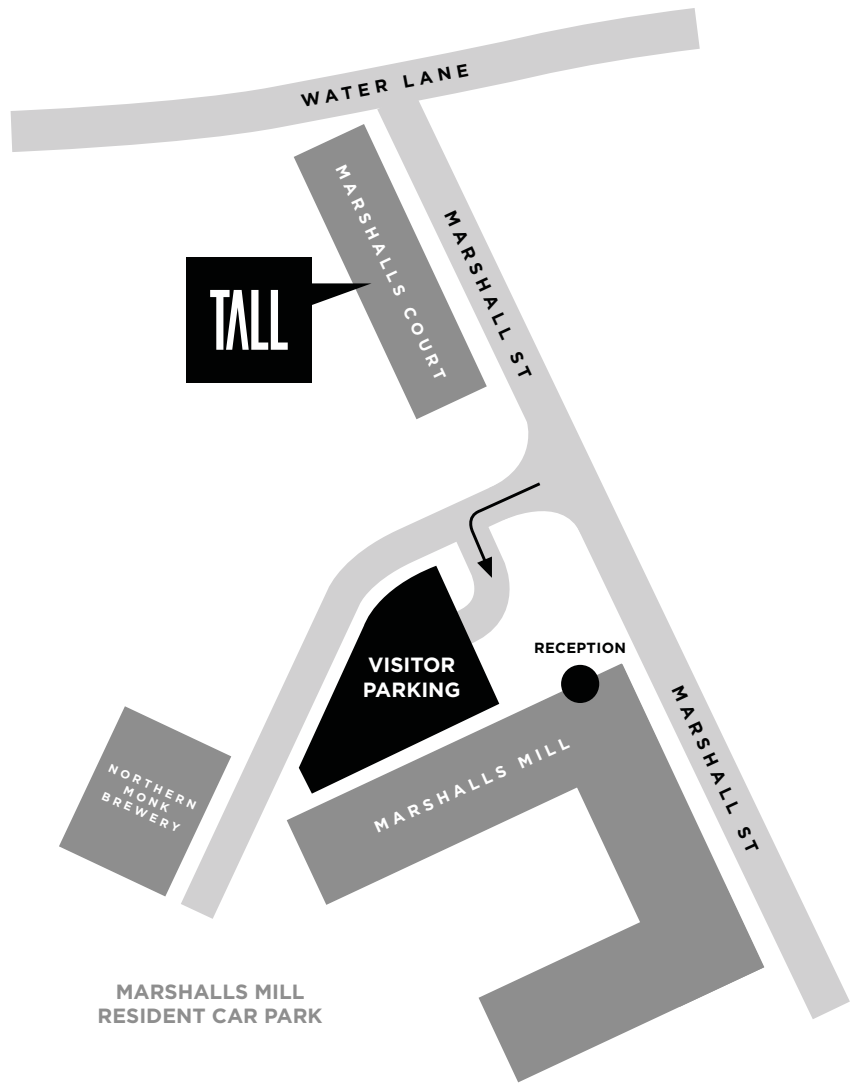 WATER LANE
MARSHALLS COURT
MARSHALL ST
TALL
RECEPTION
VISITOR
PARKING
MARSHALL ST
MARSHALLS MILL
NORTHERN
MONK
BREWERY
MARSHALLS MILL
RESIDENT CAR PARK